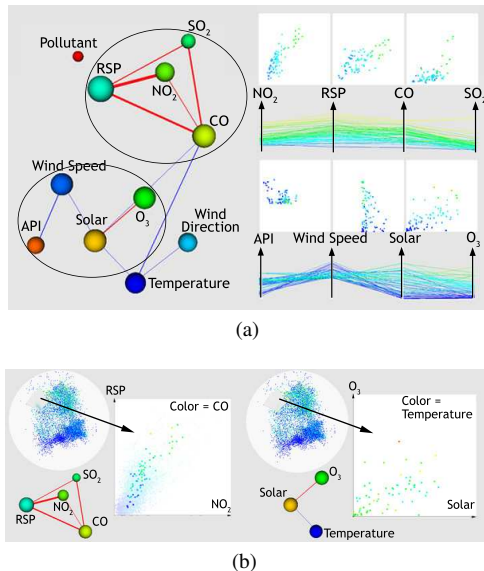 SO2
Pollutant
RSP
NO2
CO
NO2 RSP CO SO2
Wind Speed
API
Solar
O3
Wind Direction
Temperature
API Wind Speed Solar O3
(a)
RSP
Color = CO
NO2
SO2
RSP
NO2
CO
O3
Color =
Temperature
Solar
O3
Solar
Temperature
(b)